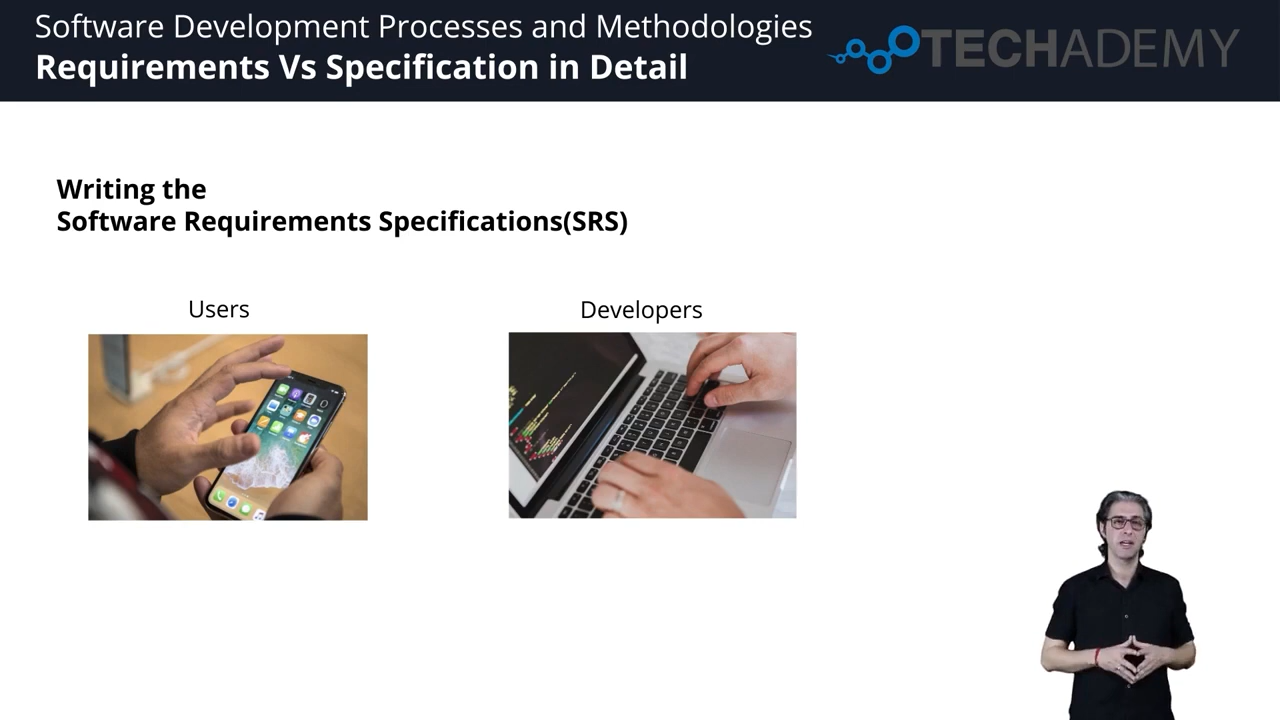 Software Development Processes and Methodologies
Requirements Vs Specification in Detail
TECHADEMY
Writing the
Software Requirements Specifications(SRS)
Users
Developers